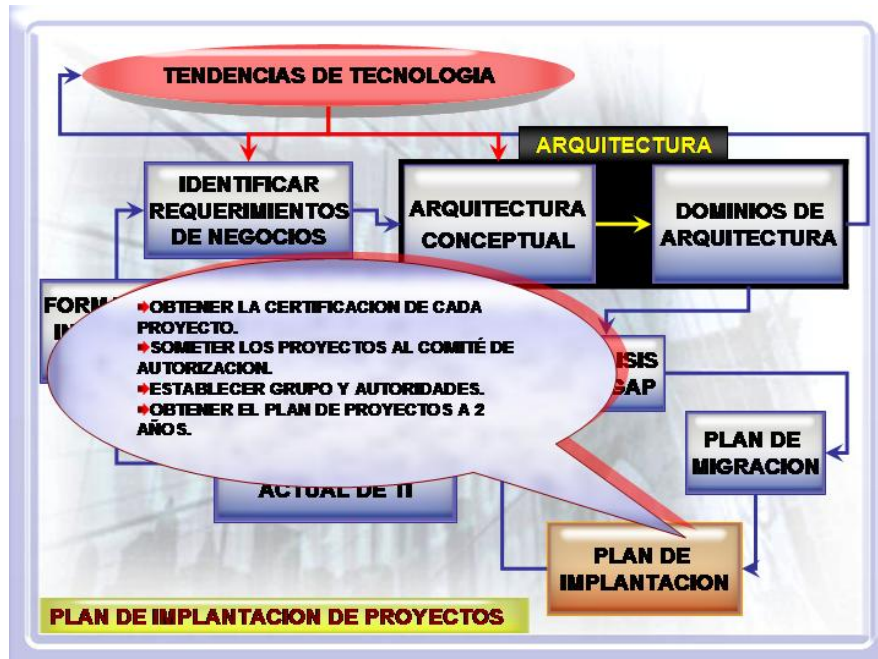 TENDENCIAS DE TECNOLOGIA
ARQUITECTURA
IDENTIFICAR
REQUERIMIENTOS
DE NEGOCIOS
ARQUITECTURA
CONCEPTUAL
DOMINIOS DE
ARQUITECTURA
➡OBTENER LA CERTIFICACION DE CADA
PROYECTO.
➡SOMETER LOS PROYECTOS AL COMITÉ DE
AUTORIZACION.
➡ESTABLECER GRUPO Y AUTORIDADES.
➡OBTENER EL PLAN DE PROYECTOS A 2
AÑOS.
GAP
PLAN DE
MIGRACION
ACTUAL DE TI
PLAN DE
IMPLANTACION
PLAN DE IMPLANTACION DE PROYECTOS